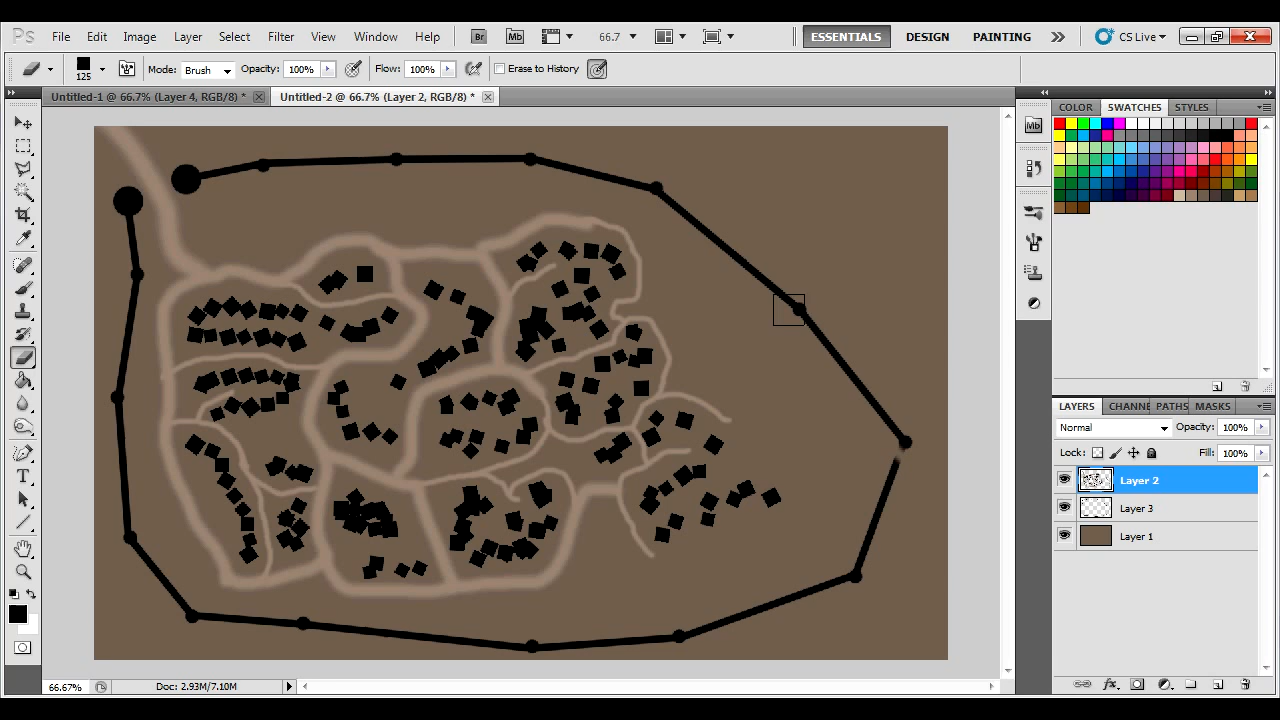 Ps File Edit Image Layer Select Filter View Window Help Br Mb 66.7 ESSENTIALS DESIGN PAINTING CS Live
125 Mode: Brush Opacity: 100% Flow: 100% Erase to History
Untitled-1 @ 66.7% (Layer 4, RGB/8) * Untitled-2 @ 66.7% (Layer 2, RGB/8) *
COLOR SWATCHES STYLES
Mb
LAYERS CHANNE PATHS MASKS
Normal Opacity: 100%
Lock: Fill: 100%
Layer 2
Layer 3
Layer 1
66.67% Doc: 2.93M/7.10M